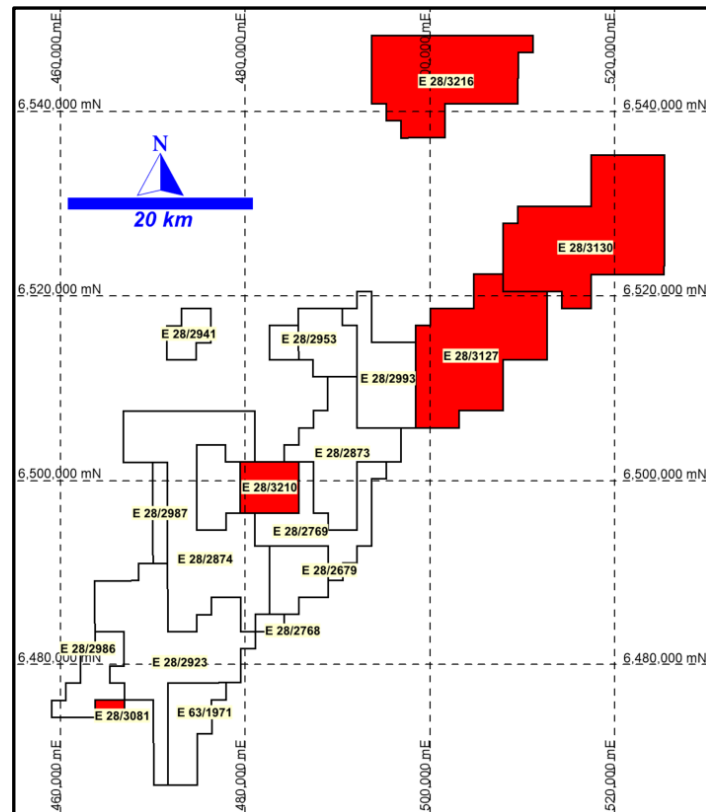 460,000 mE
480,000 mE
500,000 mE
520,000 mE
E 28/3216
6,540,000 mN
6,540,000 mN
N
20 km
E 28/3130
6,520,000 mN
6,520,000 mN
E 28/2941
E 28/2953
E 28/3127
E 28/2993
E 28/2873
6,500,000 mN
6,500,000 mN
E 28/3210
E 28/2987
E 28/2769
E 28/2874
E 28/2679
E 28/2768
E 28/2986
6,480,000 mN
6,480,000 mN
E 28/2923
E 28/3081
E 63/1971
460,000 mE
480,000 mE
500,000 mE
520,000 mE